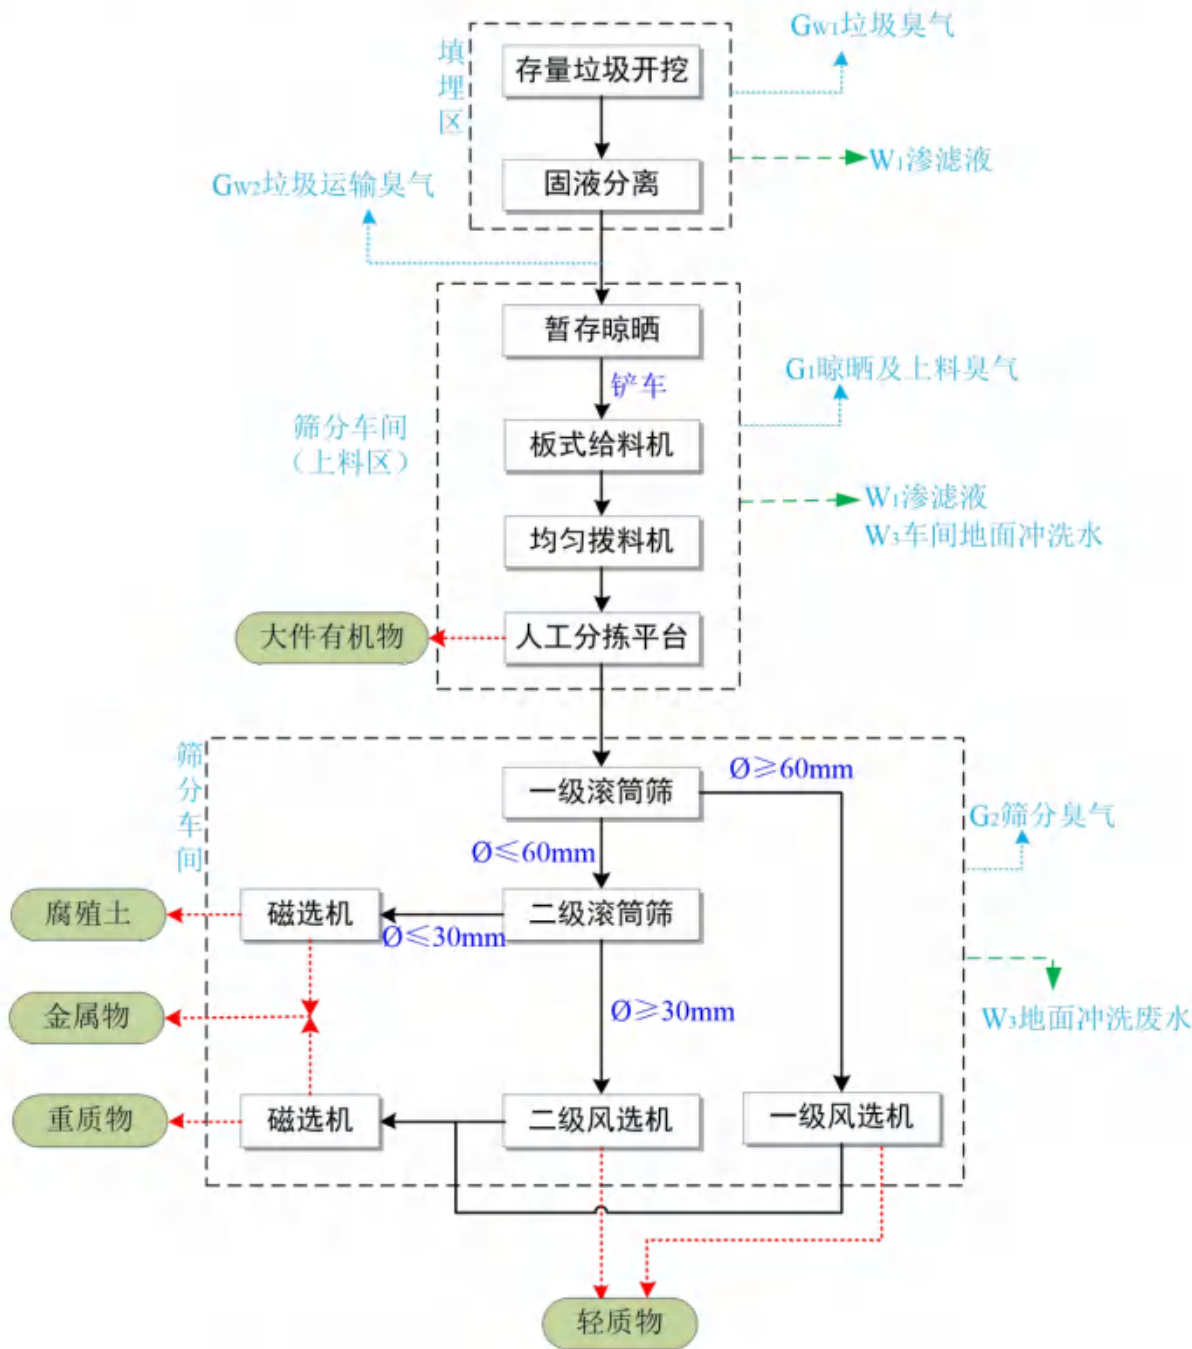 GW1垃圾臭气
填埋区
存量垃圾开挖
W1渗滤液
固液分离
GW2垃圾运输臭气
暂存晾晒
G1晾晒及上料臭气
铲车
筛分车间
（上料区）
板式给料机
W1渗滤液
W3车间地面冲洗水
均匀拨料机
大件有机物
人工分拣平台
筛分车间
Ø≥60mm
一级滚筒筛
G2筛分臭气
Ø≤60mm
腐殖土
磁选机
二级滚筒筛
Ø≤30mm
金属物
Ø≥30mm
W3地面冲洗废水
重质物
磁选机
二级风选机
一级风选机
轻质物